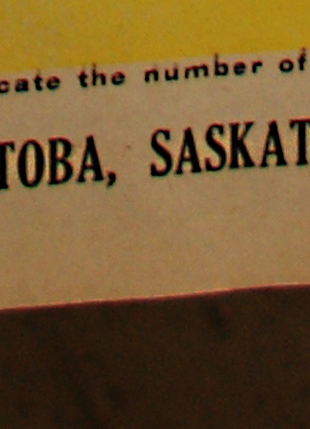 cate the number of
TOBA, SASKAT